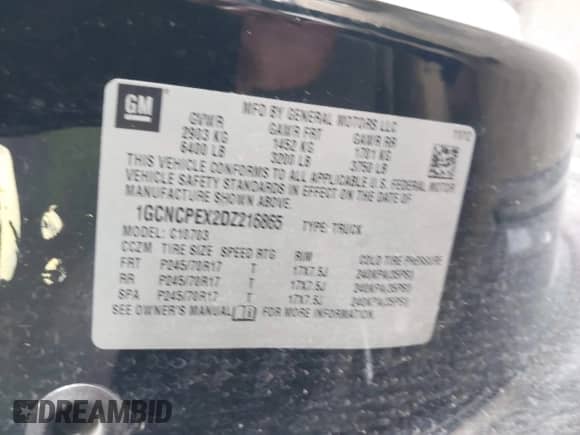 GM
MFD BY GENERAL MOTORS LLC
11/12
GVWR GAWR FRT GAWR RR
2903 KG 1452 KG 1701 KG
6400 LB 3200 LB 3750 LB
THIS VEHICLE CONFORMS TO ALL APPLICABLE U.S. FEDERAL MOTOR
VEHICLE SAFETY STANDARDS IN EFFECT ON THE DATE OF
MANUFACTURE SHOWN ABOVE.
1GCNCPEX2DZ216865 TYPE: TRUCK
MODEL: C10703
CCZM TIRE SIZE SPEED RTG RIM COLD TIRE PRESSURE
FRT P245/70R17 T 17X7.5J 240KPA(35PSI)
RR P245/70R17 T 17X7.5J 240KPA(35PSI)
SPA P245/70R17 T 17X7.5J 240KPA(35PSI)
SEE OWNER'S MANUAL FOR MORE INFORMATION.
DREAMBID